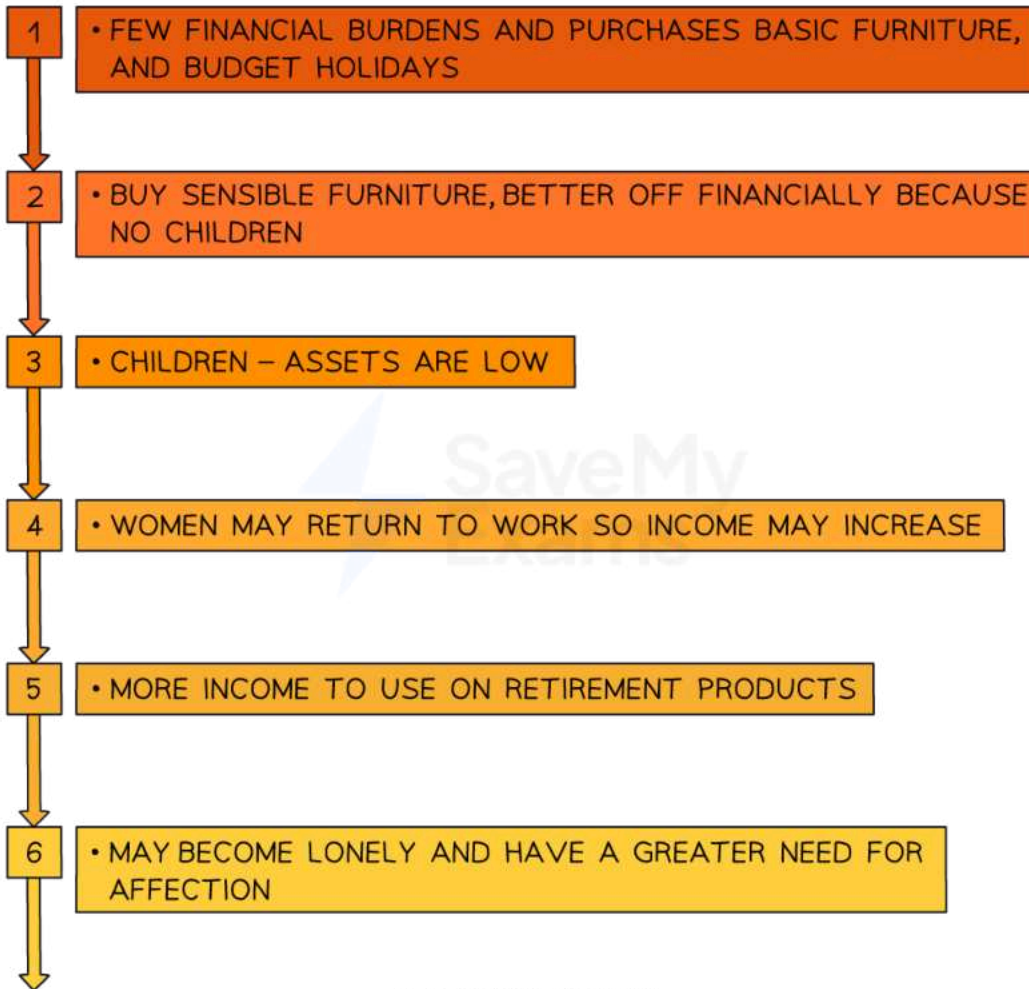 1
• FEW FINANCIAL BURDENS AND PURCHASES BASIC FURNITURE,
AND BUDGET HOLIDAYS
2
• BUY SENSIBLE FURNITURE, BETTER OFF FINANCIALLY BECAUSE
NO CHILDREN
3
• CHILDREN – ASSETS ARE LOW
SaveMy
Exams
4
• WOMEN MAY RETURN TO WORK SO INCOME MAY INCREASE
5
• MORE INCOME TO USE ON RETIREMENT PRODUCTS
6
• MAY BECOME LONELY AND HAVE A GREATER NEED FOR
AFFECTION